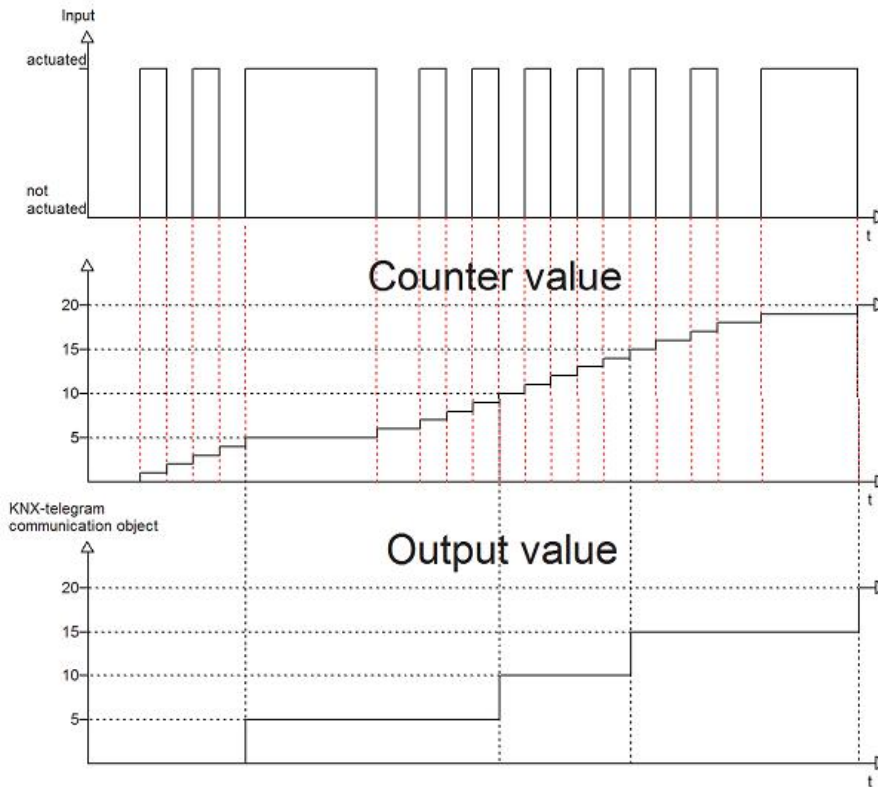 Input
actuated
not
actuated
t
Counter value
20
15
10
5
t
KNX-telegram
communication object
Output value
20
15
10
5
t